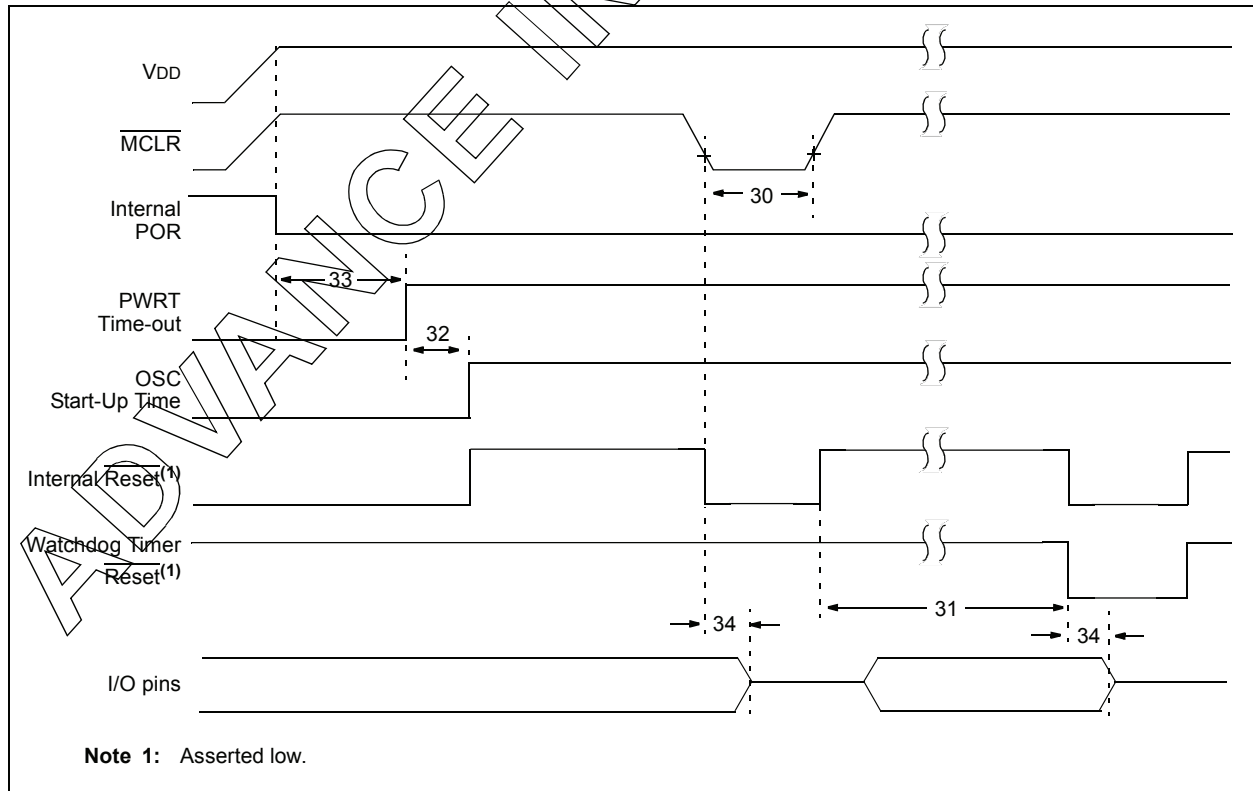 VDD
MCLR
30
Internal
POR
33
PWRT
Time-out
32
OSC
Start-Up Time
Internal Reset(1)
Watchdog Timer
Reset(1)
31
34
34
I/O pins
Note 1: Asserted low.
ADVANCE IN